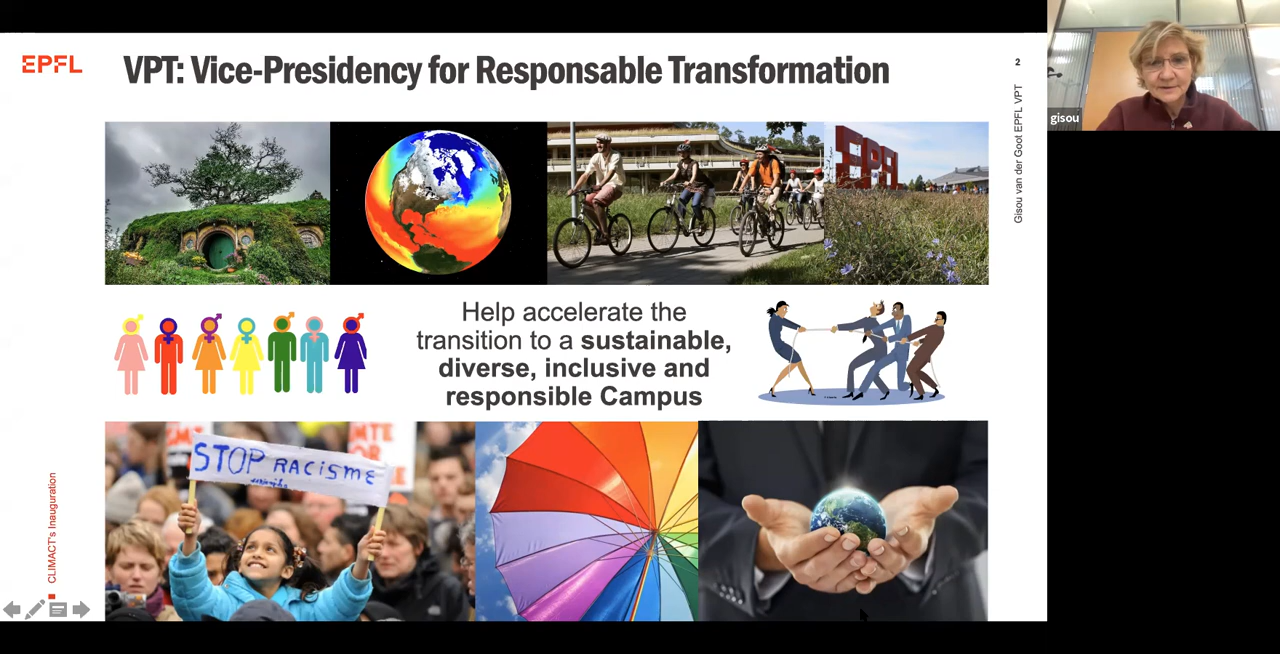 EPFL
VPT: Vice-Presidency for Responsable Transformation
2
Gisou van der Goot EPFL VPT
gisou
EPFL
Help accelerate the
transition to a sustainable,
diverse, inclusive and
responsible Campus
STOP RACISME
CLIMACT's Inauguration